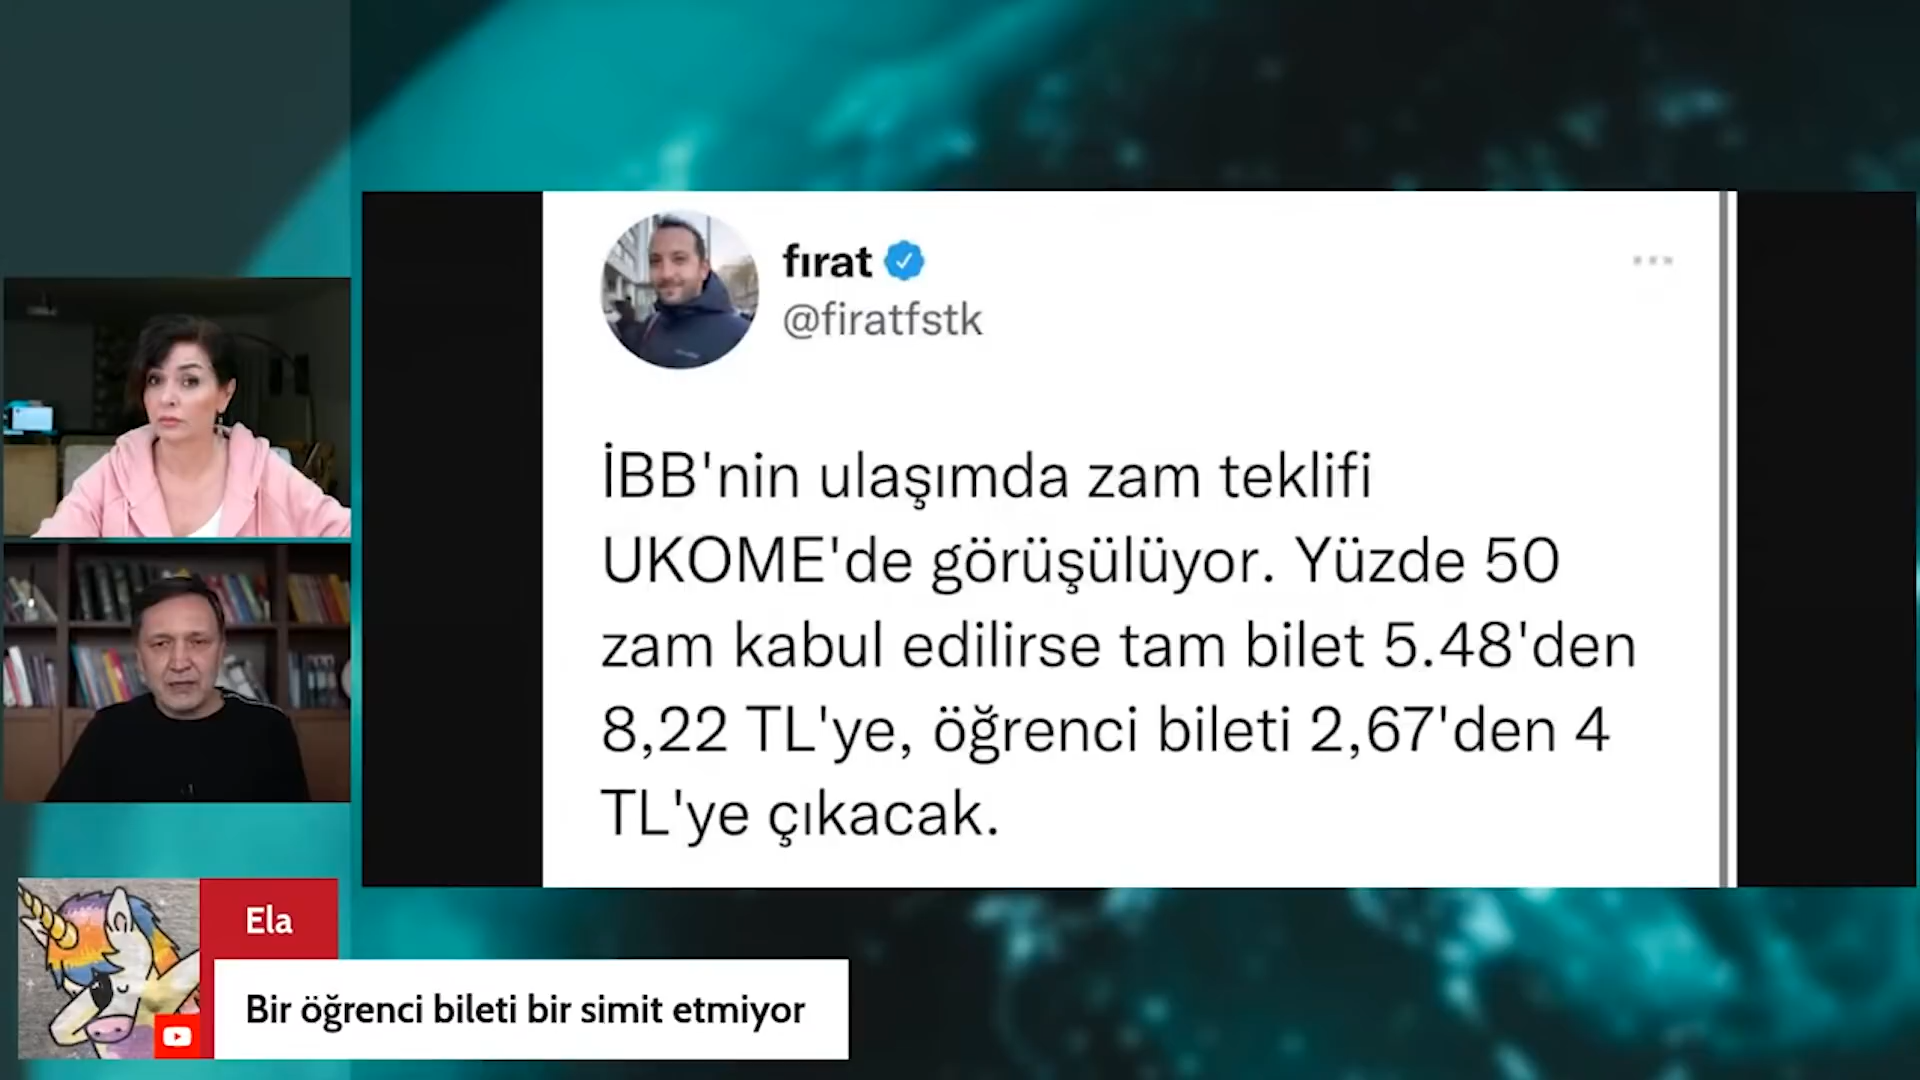 fırat
@firatfstk
İBB'nin ulaşımda zam teklifi
UKOME'de görüşülüyor. Yüzde 50
zam kabul edilirse tam bilet 5.48'den
8,22 TL'ye, öğrenci bileti 2,67'den 4
TL'ye çıkacak.
Ela
Bir öğrenci bileti bir simit etmiyor